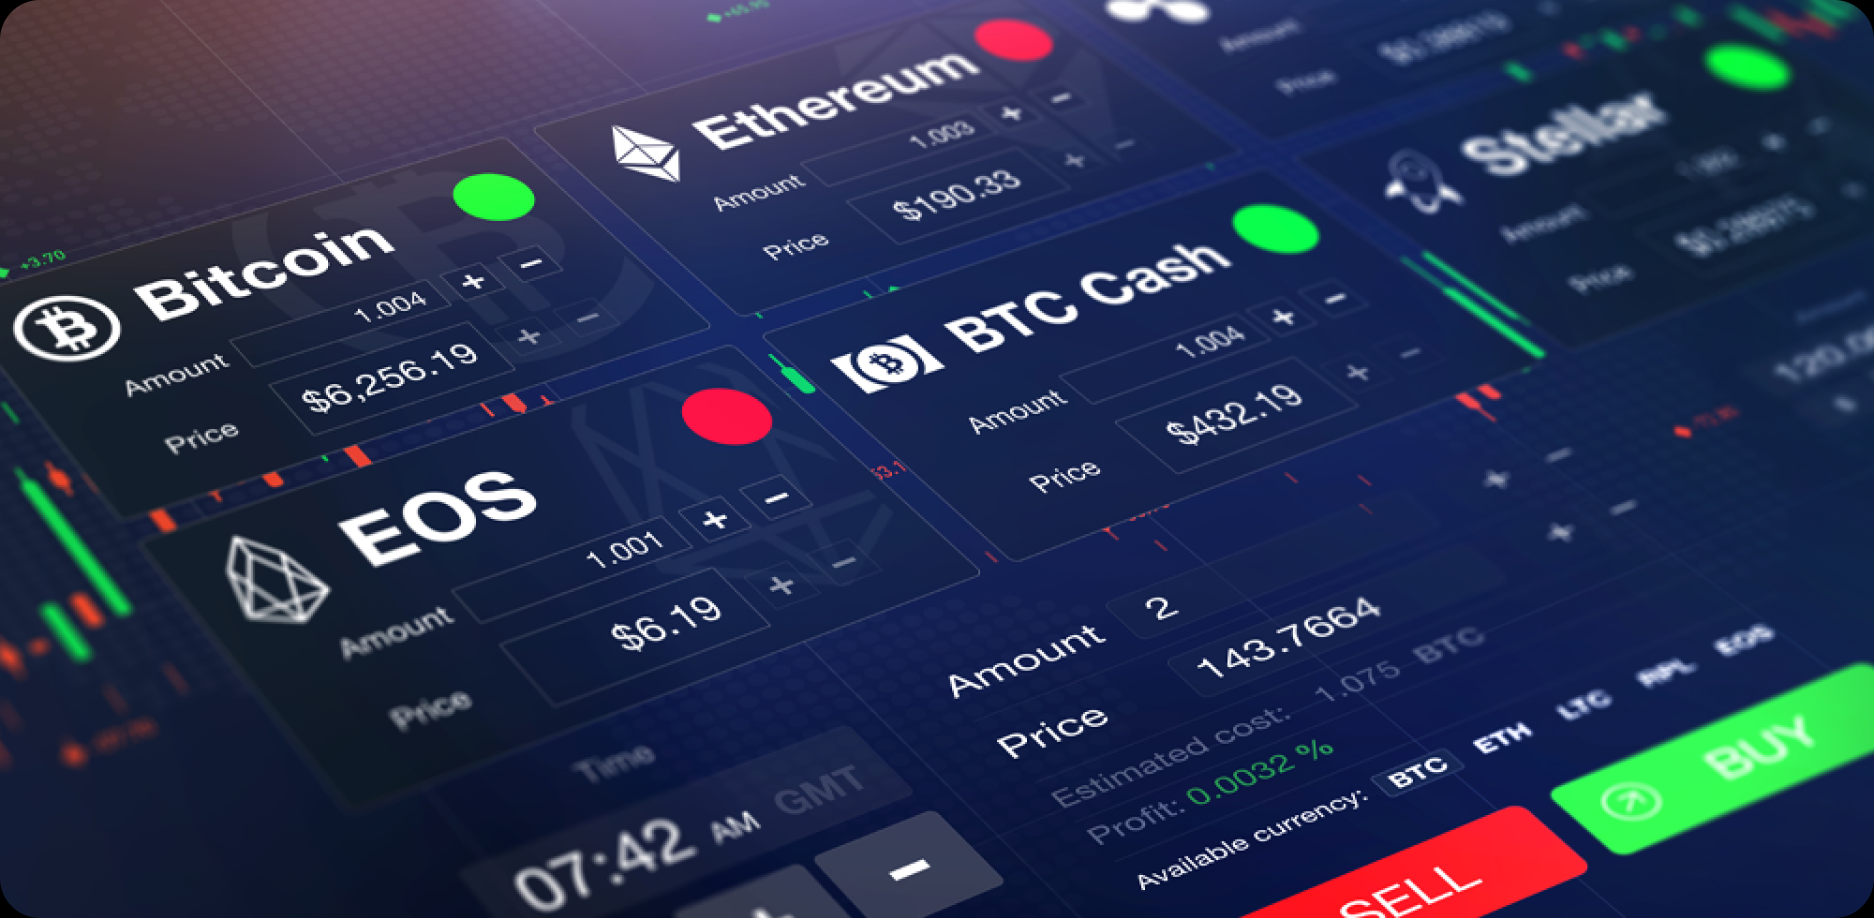 +3.70
Bitcoin
Amount
1.004
+
−
Price
$6,256.19
+
−
Ethereum
Amount
1.003
+
−
Price
$190.33
+
−
Amount
Price
Stellar
Amount
Price
EOS
Amount
1.001
+
−
Price
$6.19
+
−
BTC Cash
Amount
1.004
+
−
Price
$432.19
+
−
Amount
2
+
−
Price
143.7664
+
−
Estimated cost: 1.075 BTC
Profit: 0.0032 %
Available currency: BTC ETH LTC RPL EOS
SELL
BUY
Time
07:42 AM GMT
−